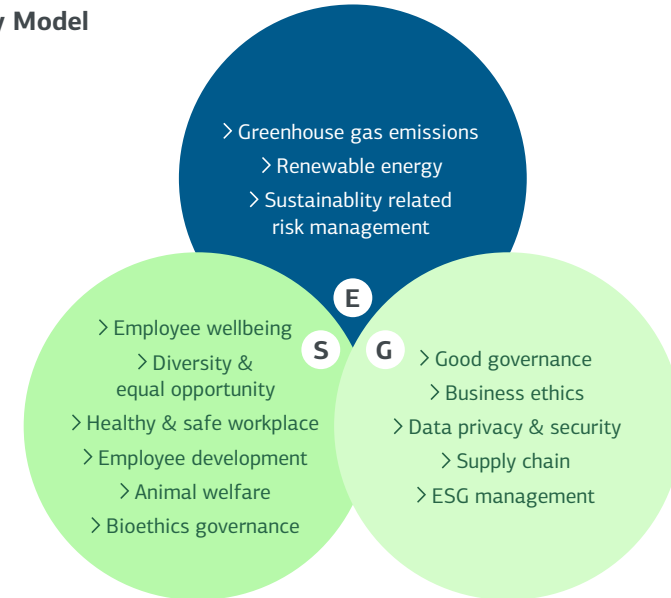 Model
> Greenhouse gas emissions
> Renewable energy
> Sustainablity related
risk management
E
S
G
> Employee wellbeing
> Diversity &
equal opportunity
> Healthy & safe workplace
> Employee development
> Animal welfare
> Bioethics governance
> Good governance
> Business ethics
> Data privacy & security
> Supply chain
> ESG management